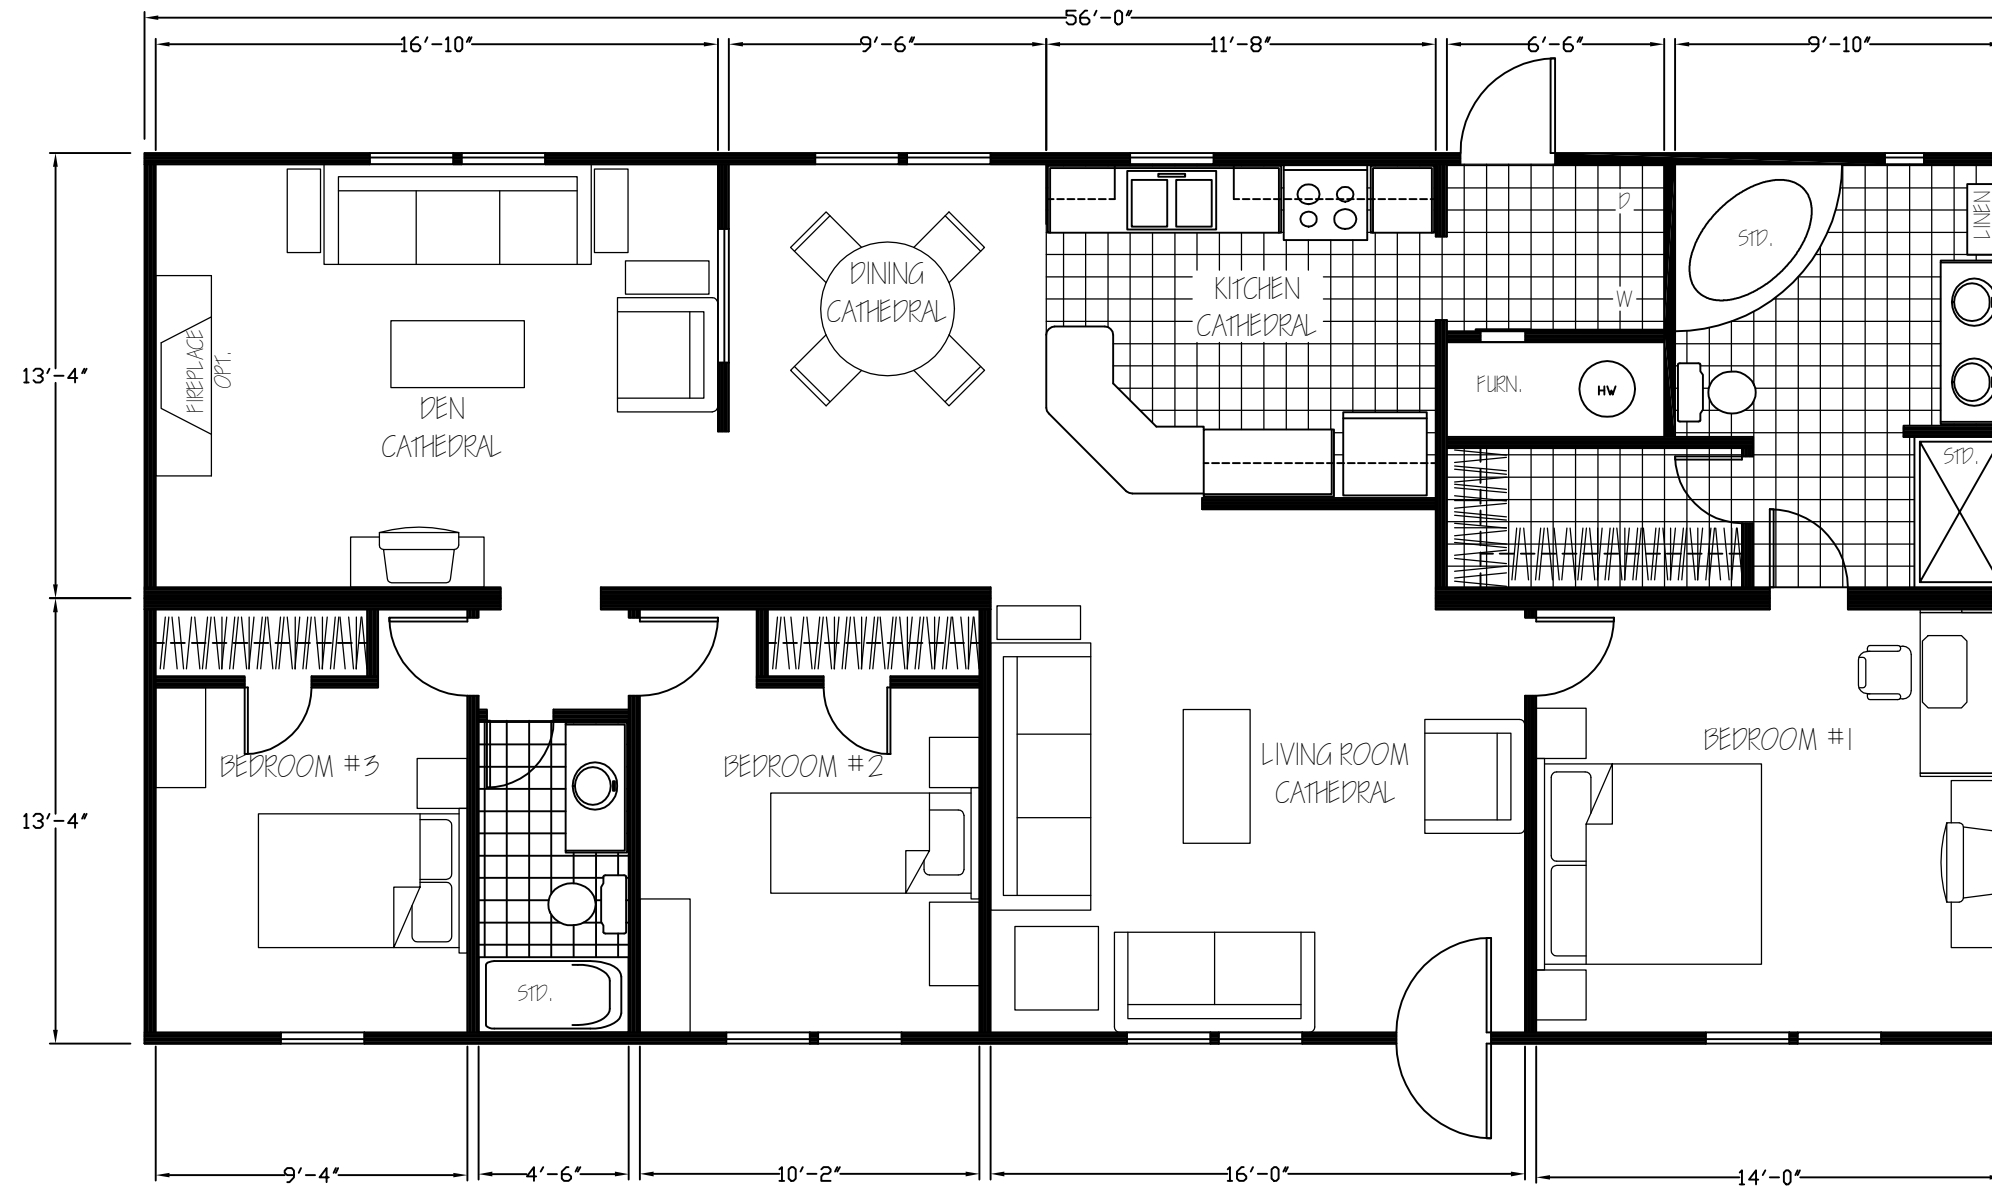 56'-0"
16'-10"
9'-6"
11'-8"
6'-6"
9'-10"
D
LINEN
STD.
DINING
CATHEDRAL
KITCHEN
CATHEDRAL
W
FIREPLACE
OPT.
13'-4"
FURN.
HW
DEN
CATHEDRAL
STD.
BEDROOM #1
LIVING ROOM
CATHEDRAL
BEDROOM #3
BEDROOM #2
13'-4"
STD.
9'-4"
4'-6"
10'-2"
16'-0"
14'-0"